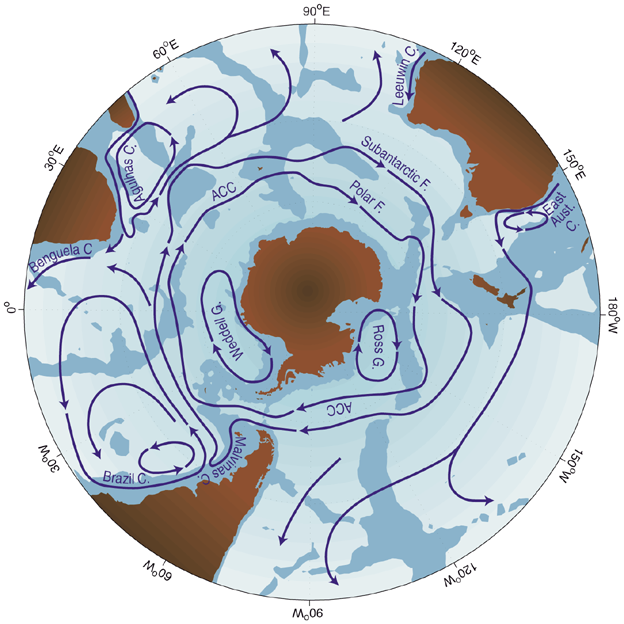 90°E
60°E
120°E
Leeuwin C.
30°E
Agulhas C.
Subantarctic F.
150°E
ACC
Polar F.
East
Aust.
C.
Benguela C
0°
180°W
Weddell G.
Ross G.
ACC
Malvinas C.
Brazil C.
30°W
150°W
60°W
120°W
90°W